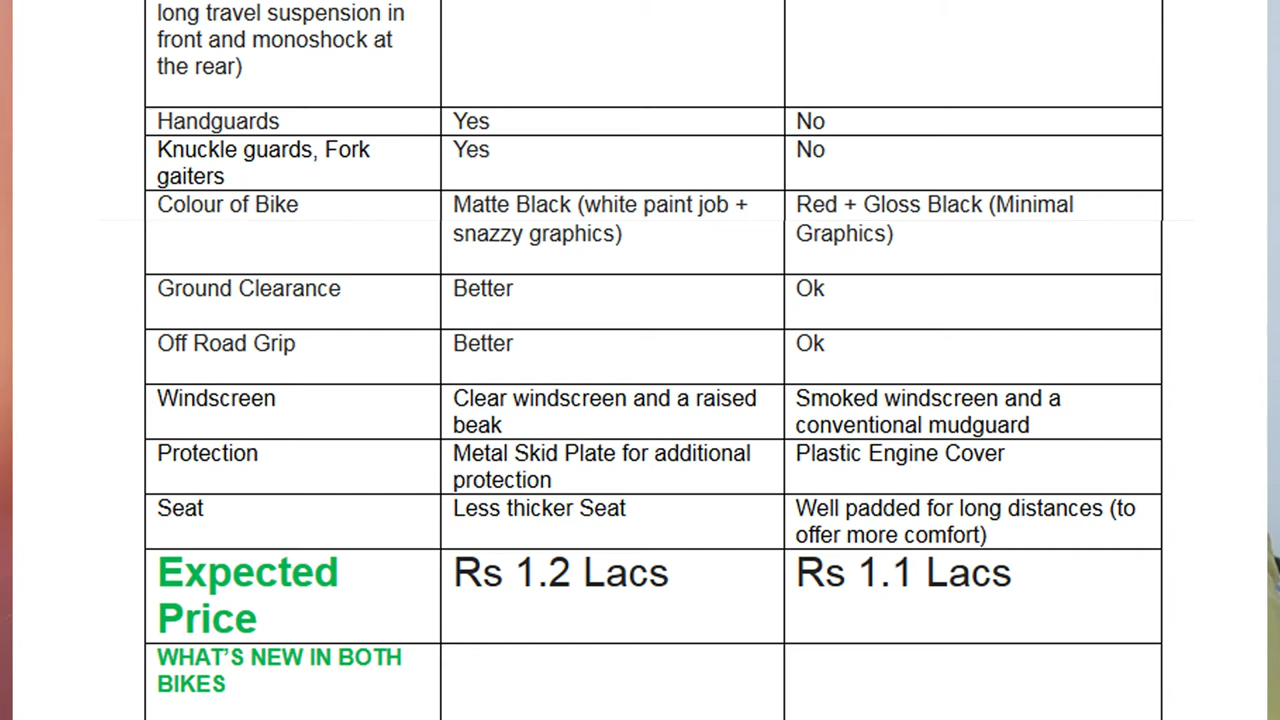 long travel suspension in
front and monoshock at
the rear)
Handguards Yes No
Knuckle guards, Fork Yes No
gaiters
Colour of Bike Matte Black (white paint job + Red + Gloss Black (Minimal
snazzy graphics) Graphics)
Ground Clearance Better Ok
Off Road Grip Better Ok
Windscreen Clear windscreen and a raised Smoked windscreen and a
beak conventional mudguard
Protection Metal Skid Plate for additional Plastic Engine Cover
protection
Seat Less thicker Seat Well padded for long distances (to
offer more comfort)
Expected Rs 1.2 Lacs Rs 1.1 Lacs
Price
WHAT'S NEW IN BOTH
BIKES